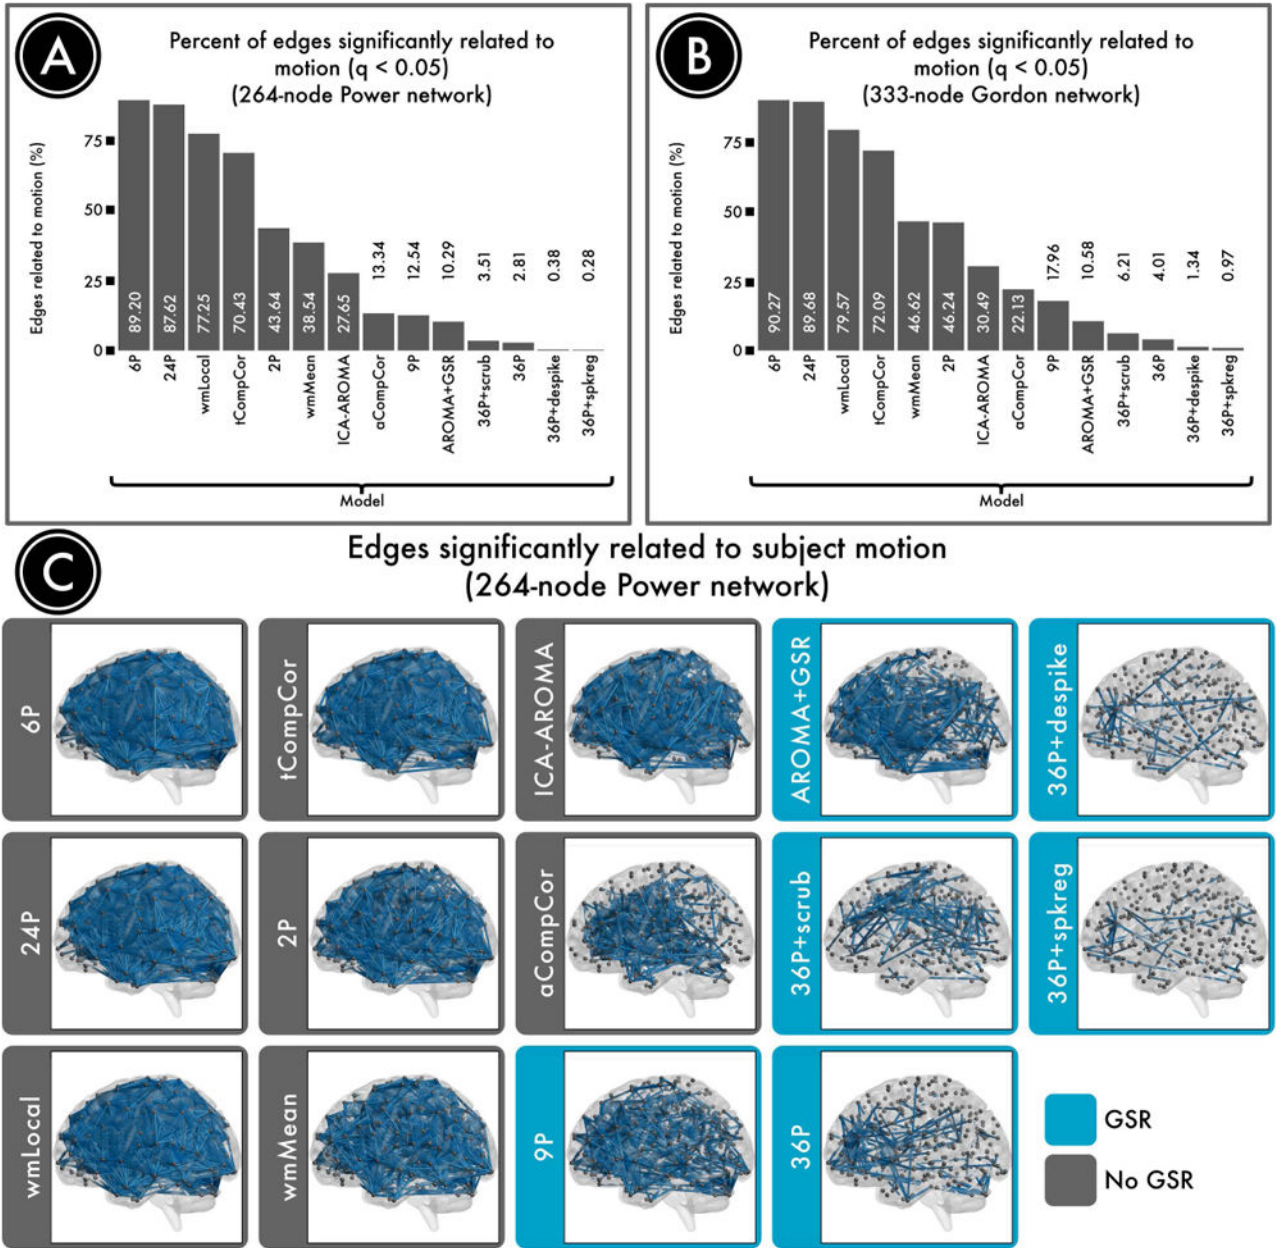 A
Percent of edges significantly related to
motion (q < 0.05)
(264-node Power network)
Edges related to motion (%)
75
50
25
0
89.20
87.62
77.25
70.43
43.64
38.54
27.65
13.34
12.54
10.29
3.51
2.81
0.38
0.28
6P
24P
wmLocal
tCompCor
2P
wmMean
ICA-AROMA
aCompCor
9P
AROMA+GSR
36P+scrub
36P
36P+despike
36P+spkreg
Model
B
Percent of edges significantly related to
motion (q < 0.05)
(333-node Gordon network)
Edges related to motion (%)
75
50
25
0
90.27
89.68
79.57
72.09
46.62
46.24
30.49
22.13
17.96
10.58
6.21
4.01
1.34
0.97
6P
24P
wmLocal
tCompCor
wmMean
2P
ICA-AROMA
aCompCor
9P
AROMA+GSR
36P+scrub
36P
36P+despike
36P+spkreg
Model
C
Edges significantly related to subject motion
(264-node Power network)
6P
tCompCor
ICA-AROMA
AROMA+GSR
36P+despike
24P
2P
aCompCor
36P+scrub
36P+spkreg
wmLocal
wmMean
9P
36P
GSR
No GSR